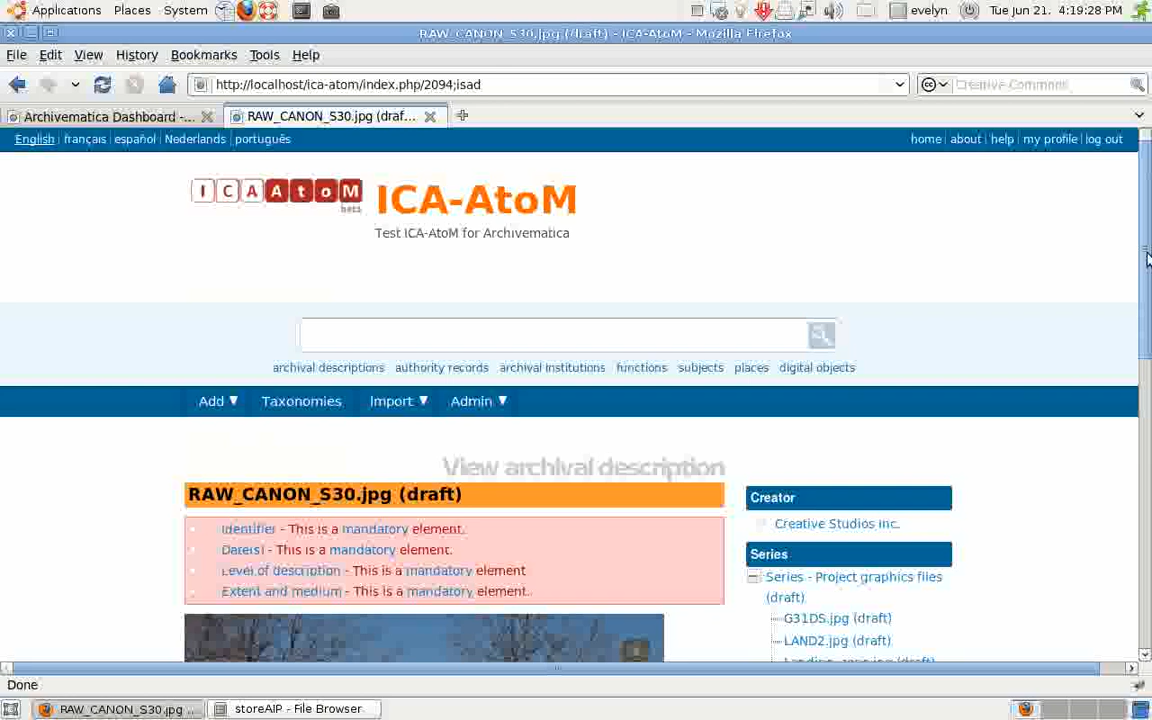 Applications Places System evelyn Tue Jun 21, 4:19:28 PM
RAW_CANON_S30.jpg (draft) - ICA-AtoM - Mozilla Firefox
File Edit View History Bookmarks Tools Help
http://localhost/ica-atom/index.php/2094;isad Creative Commons
Archivematica Dashboard -... RAW_CANON_S30.jpg (draf...
English français español Nederlands português home about help my profile log out
ICAAtoM ICA-AtoM
beta
Test ICA-AtoM for Archivematica
archival descriptions authority records archival institutions functions subjects places digital objects
Add Taxonomies Import Admin
View archival description
RAW_CANON_S30.jpg (draft)
Identifier - This is a mandatory element.
Date(s) - This is a mandatory element.
Level of description - This is a mandatory element
Extent and medium - This is a mandatory element.
Creator
Creative Studios Inc.
Series
Series - Project graphics files
(draft)
G31DS.jpg (draft)
LAND2.jpg (draft)
Done
RAW_CANON_S30.jpg ... storeAIP - File Browser